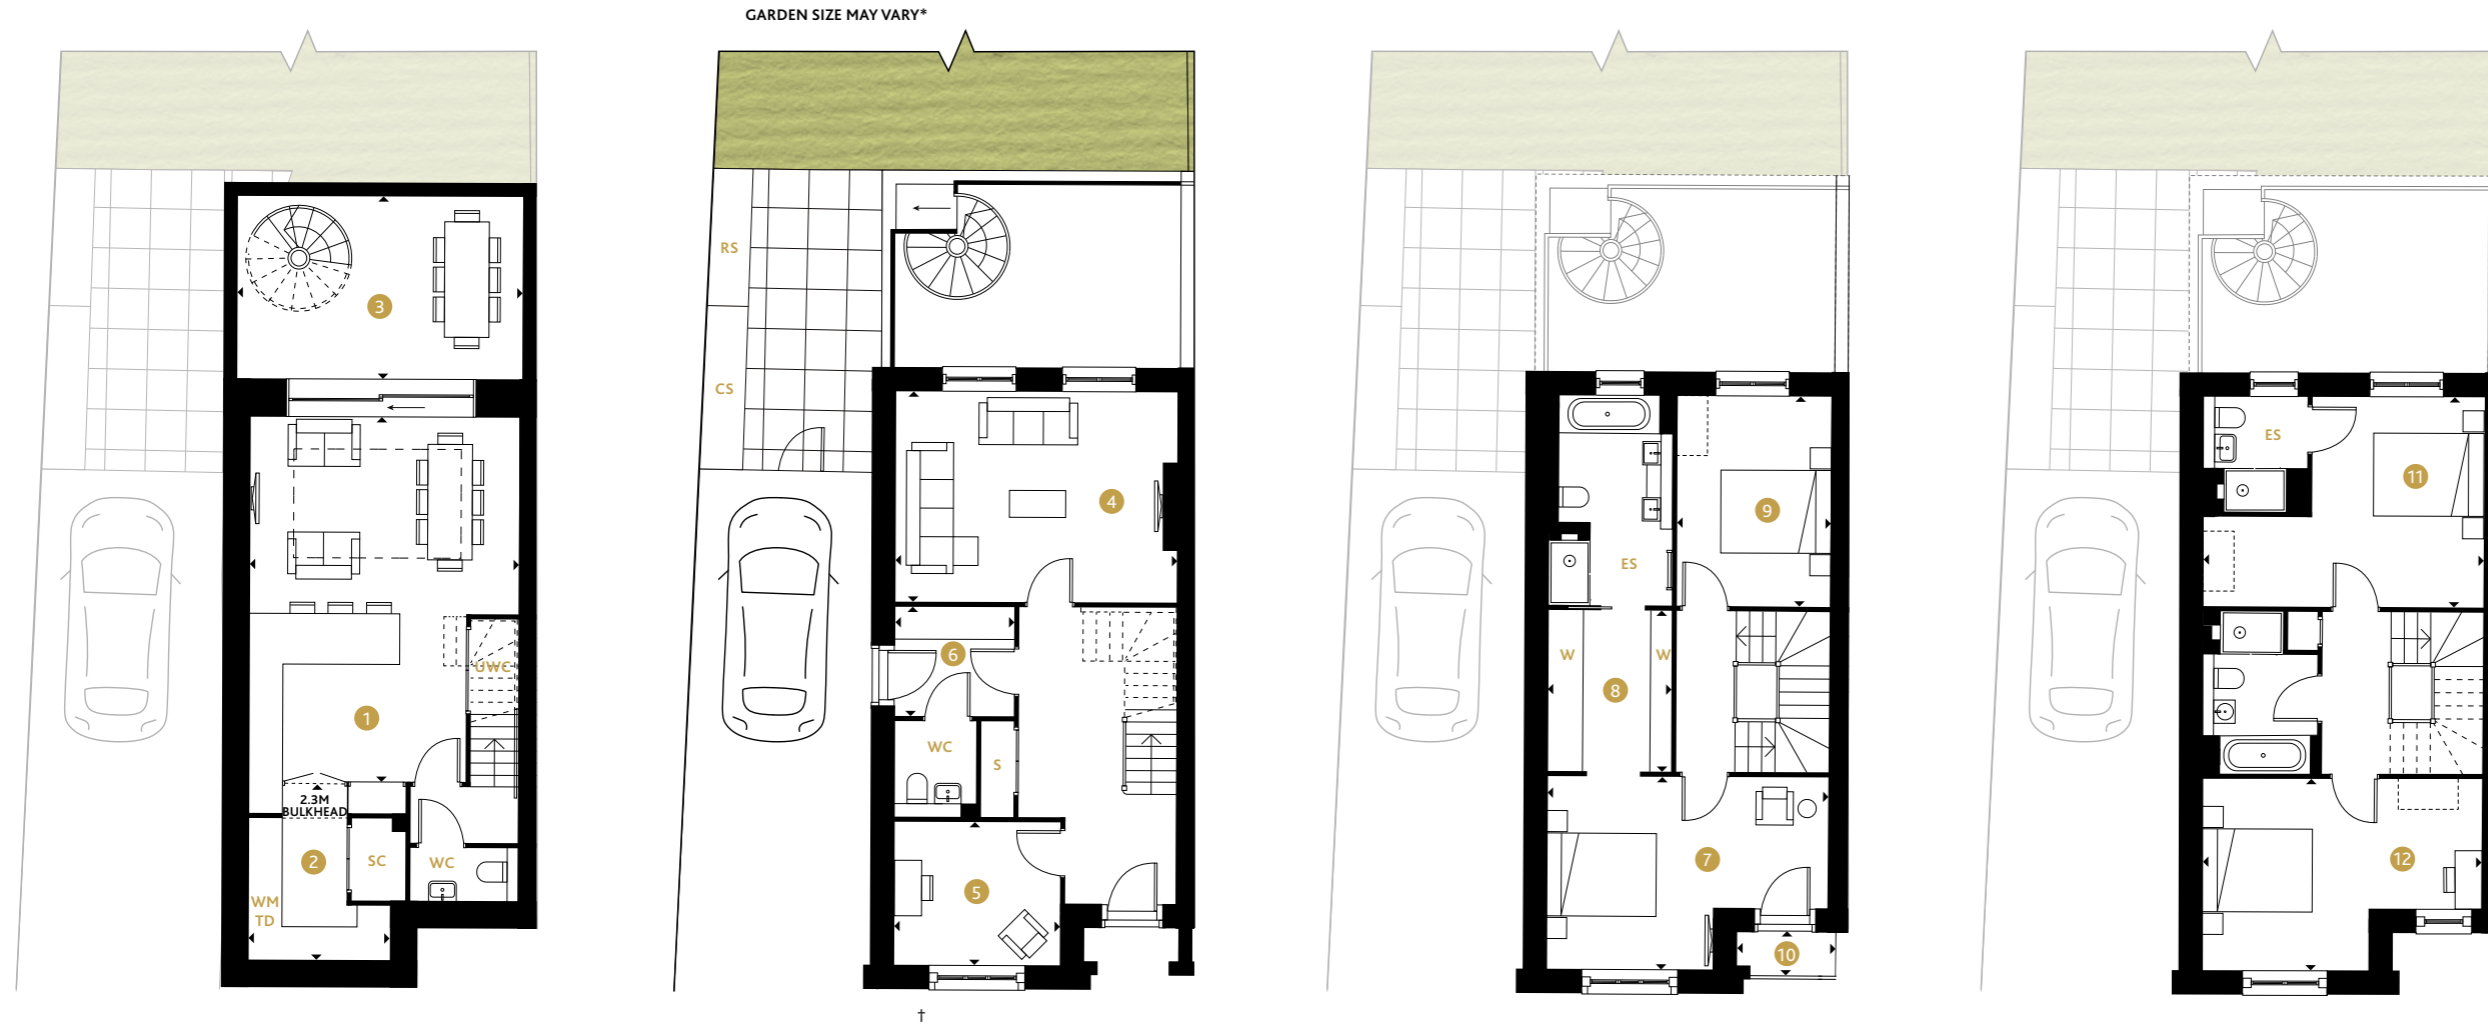 GARDEN SIZE MAY VARY*
3
1
UWC
2.3M
BULKHEAD
2
SC
WC
WM
TD
RS
CS
4
6
WC
S
5
†
9
ES
W
W
8
7
10
ES
11
12